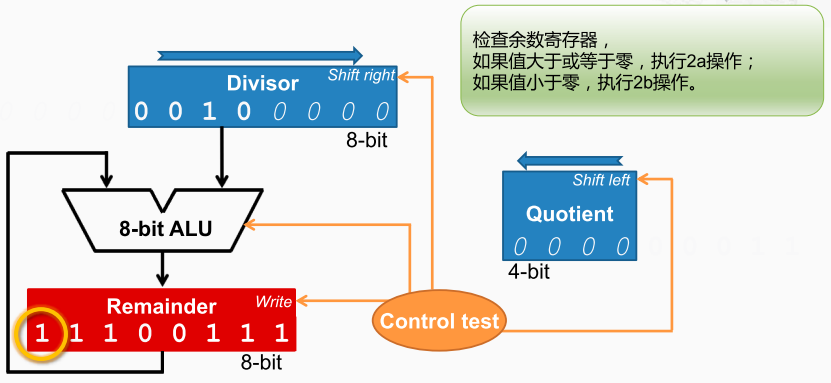 检查余数寄存器，
如果值大于或等于零，执行2a操作；
如果值小于零，执行2b操作。
Shift right
Divisor
0 0 1 0 0 0 0 0
8-bit
Shift left
Quotient
0 0 0 0
4-bit
8-bit ALU
Remainder
Write
1 1 1 0 0 1 1 1
8-bit
Control test